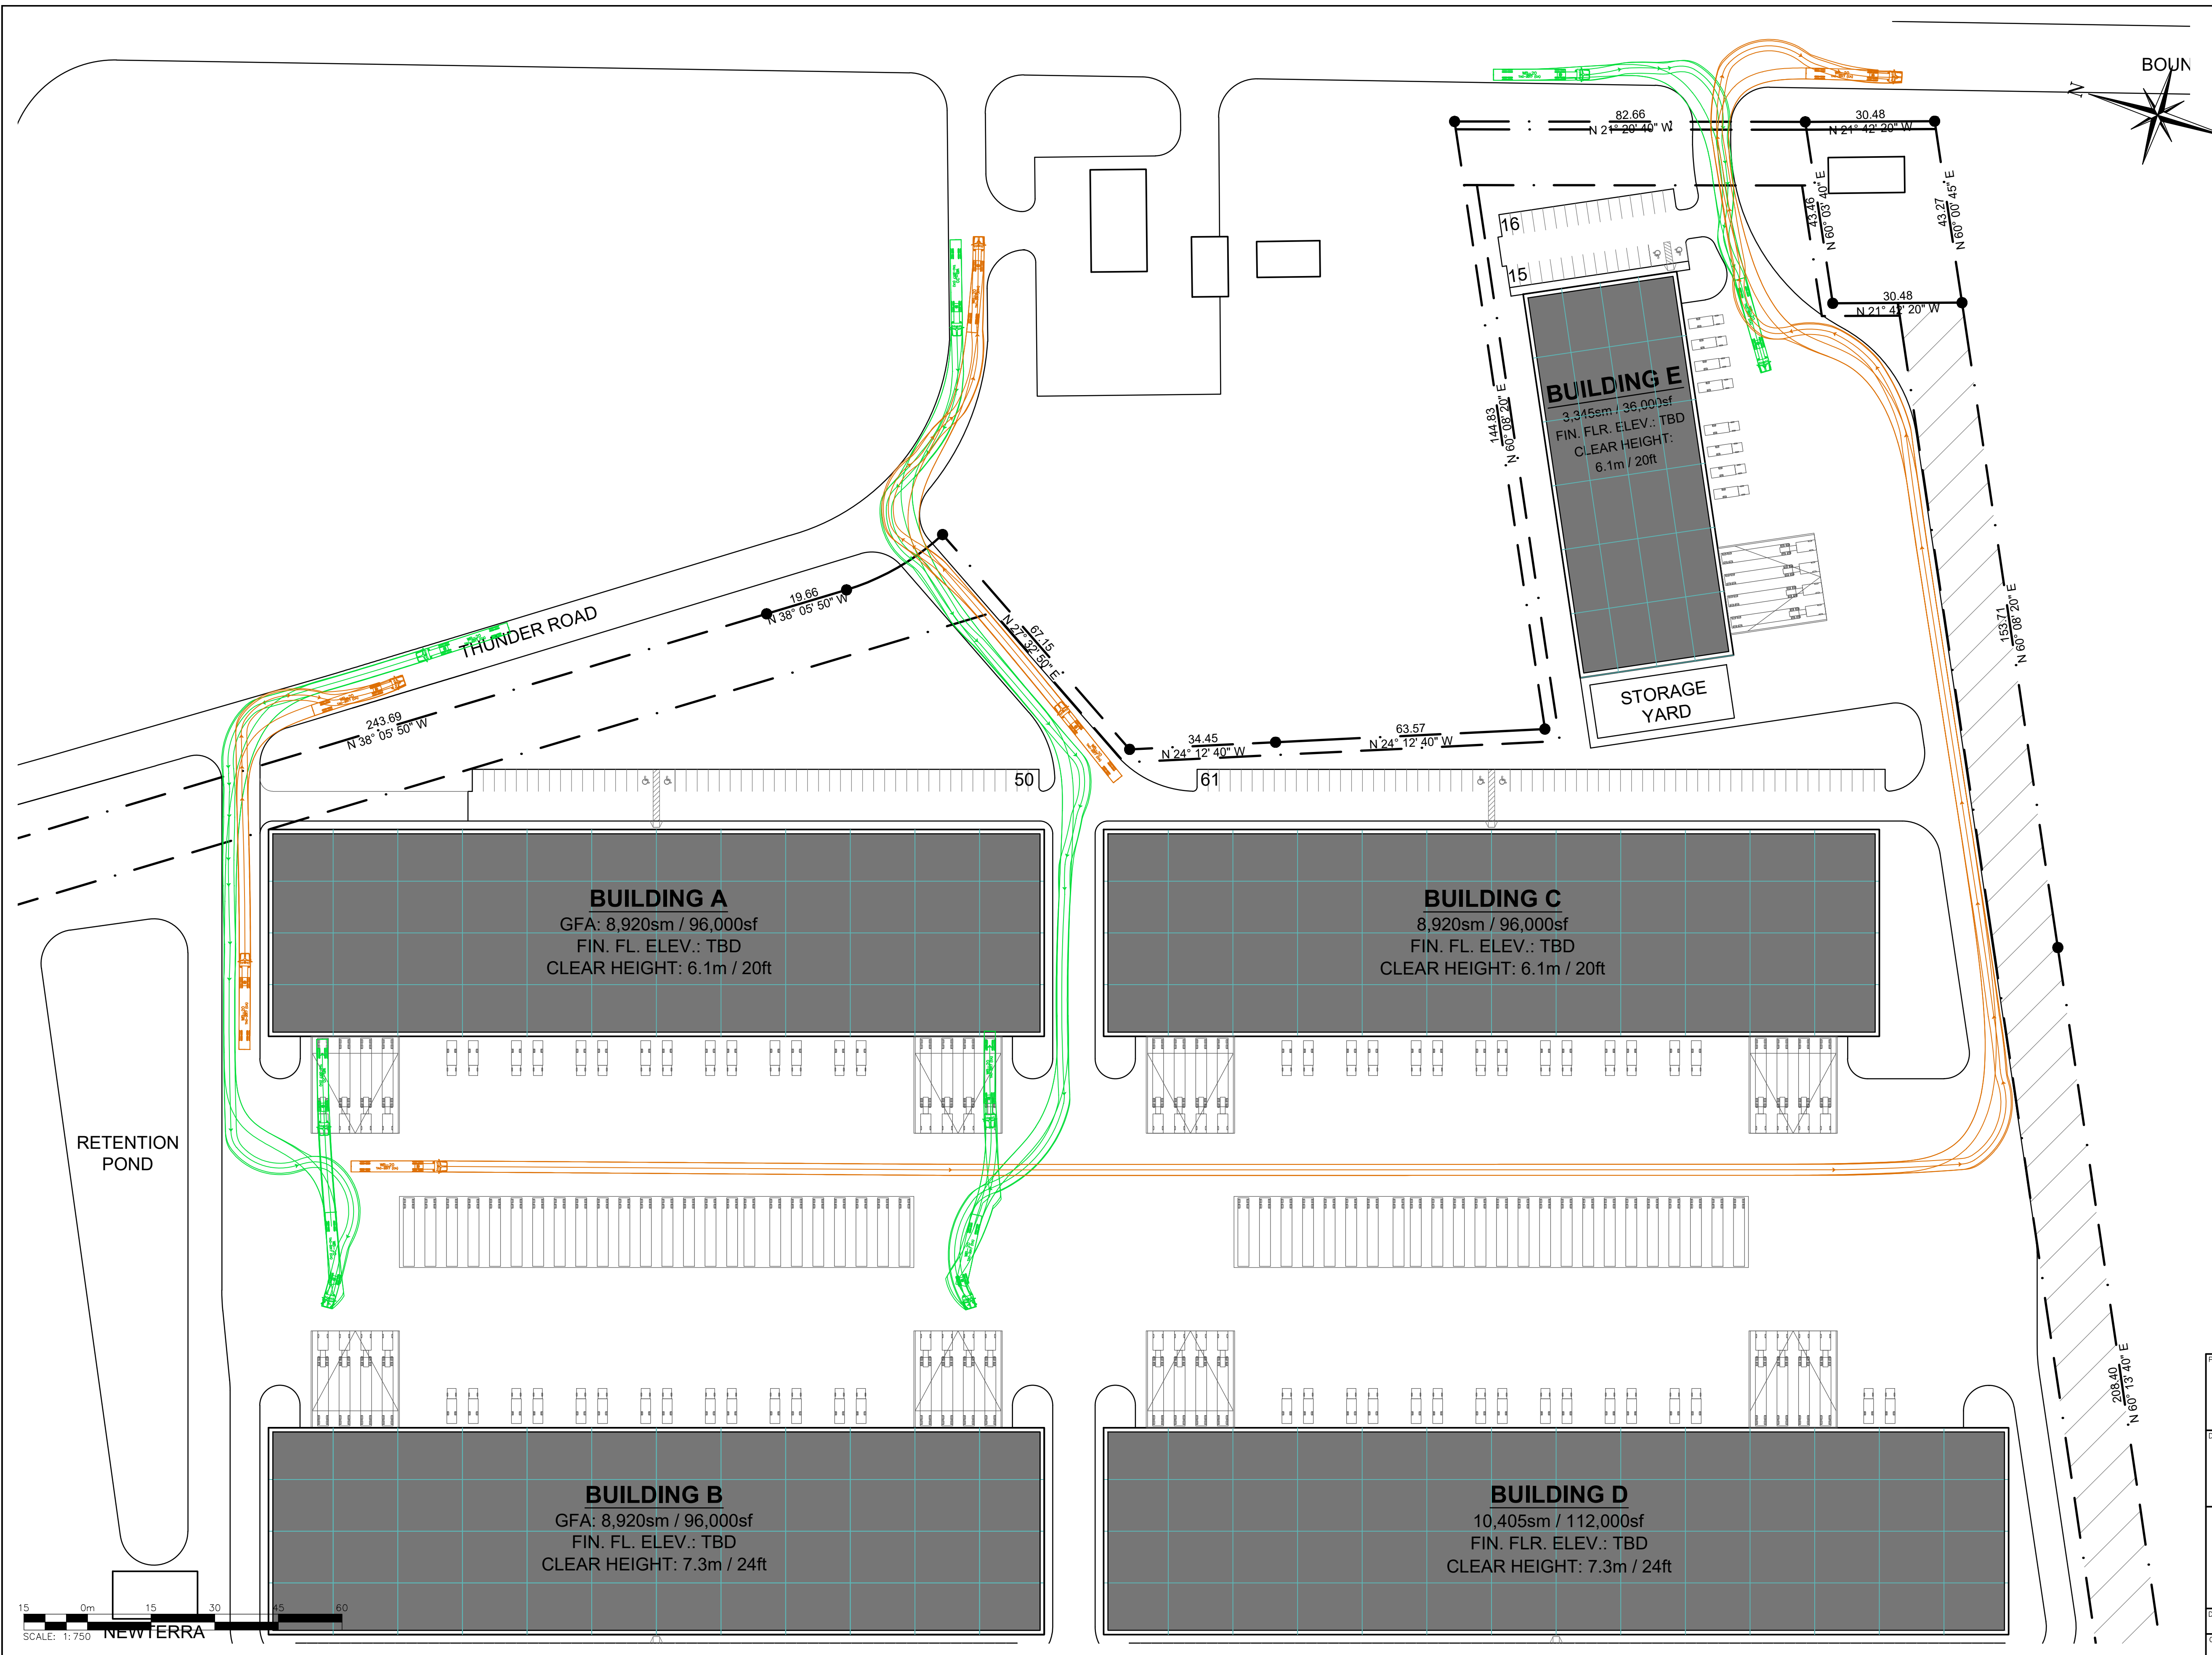 BOUN
N
82.66
N 21° 20' 40" W
30.48
N 21° 42' 20" W
43.46
N 60° 03' 40" E
43.27
N 60° 00' 45" E
30.48
N 21° 42' 20" W
16
15
BUILDING E
3,345sm / 36,000sf
FIN. FLR. ELEV.: TBD
CLEAR HEIGHT:
6.1m / 20ft
144.83
N 60° 08' 20" E
STORAGE
YARD
153.71
N 60° 08' 20" E
THUNDER ROAD
19.66
N 38° 05' 50" W
67.15
N 27° 32' 50" E
243.69
N 38° 05' 50" W
34.45
N 24° 12' 40" W
63.57
N 24° 12' 40" W
50
61
BUILDING A
GFA: 8,920sm / 96,000sf
FIN. FL. ELEV.: TBD
CLEAR HEIGHT: 6.1m / 20ft
BUILDING C
8,920sm / 96,000sf
FIN. FL. ELEV.: TBD
CLEAR HEIGHT: 6.1m / 20ft
RETENTION
POND
208.40
N 60° 13' 40" E
BUILDING B
GFA: 8,920sm / 96,000sf
FIN. FL. ELEV.: TBD
CLEAR HEIGHT: 7.3m / 24ft
BUILDING D
10,405sm / 112,000sf
FIN. FLR. ELEV.: TBD
CLEAR HEIGHT: 7.3m / 24ft
15 0m 15 30 45 60
SCALE: 1:750
NEWTERRA